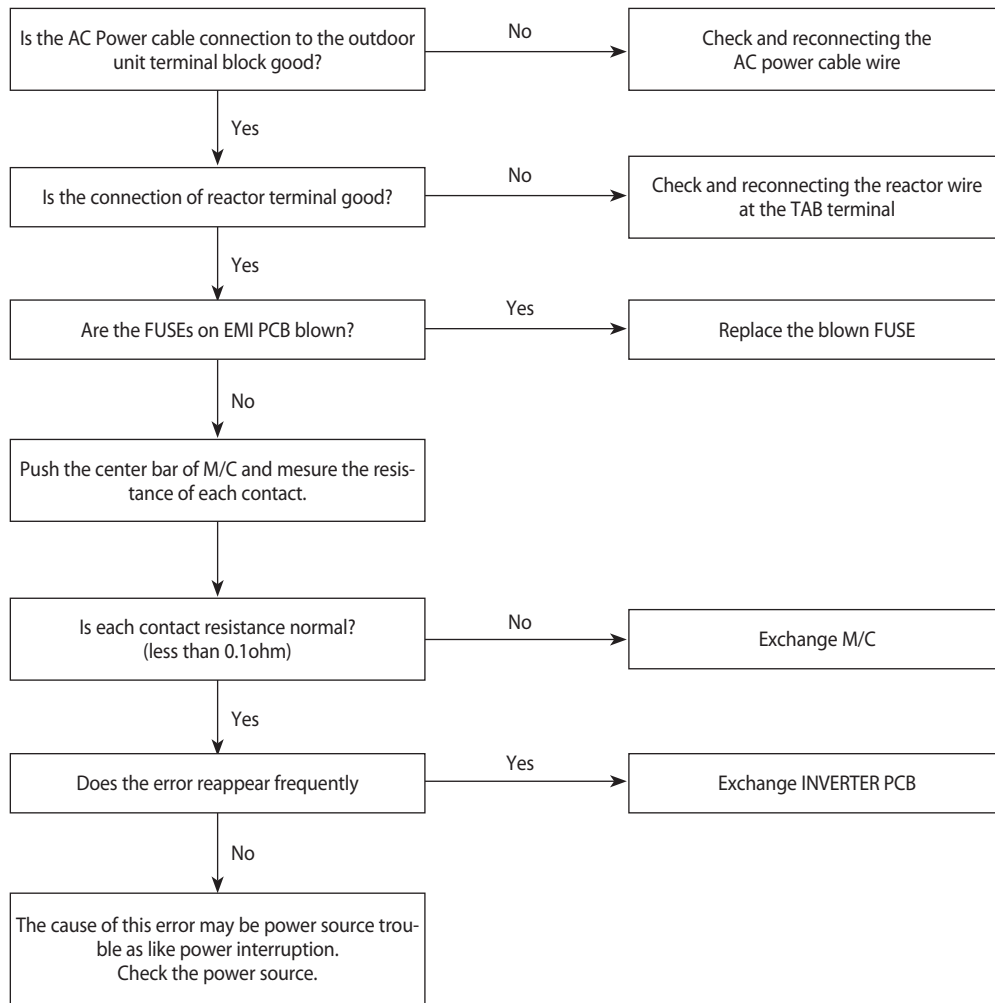 Is the AC Power cable connection to the outdoor
unit terminal block good?
No
Check and reconnecting the
AC power cable wire
Yes
Is the connection of reactor terminal good?
No
Check and reconnecting the reactor wire
at the TAB terminal
Yes
Are the FUSEs on EMI PCB blown?
Yes
Replace the blown FUSE
No
Push the center bar of M/C and mesure the resis-
tance of each contact.
Is each contact resistance normal?
(less than 0.1ohm)
No
Exchange M/C
Yes
Does the error reappear frequently
Yes
Exchange INVERTER PCB
No
The cause of this error may be power source trou-
ble as like power interruption.
Check the power source.